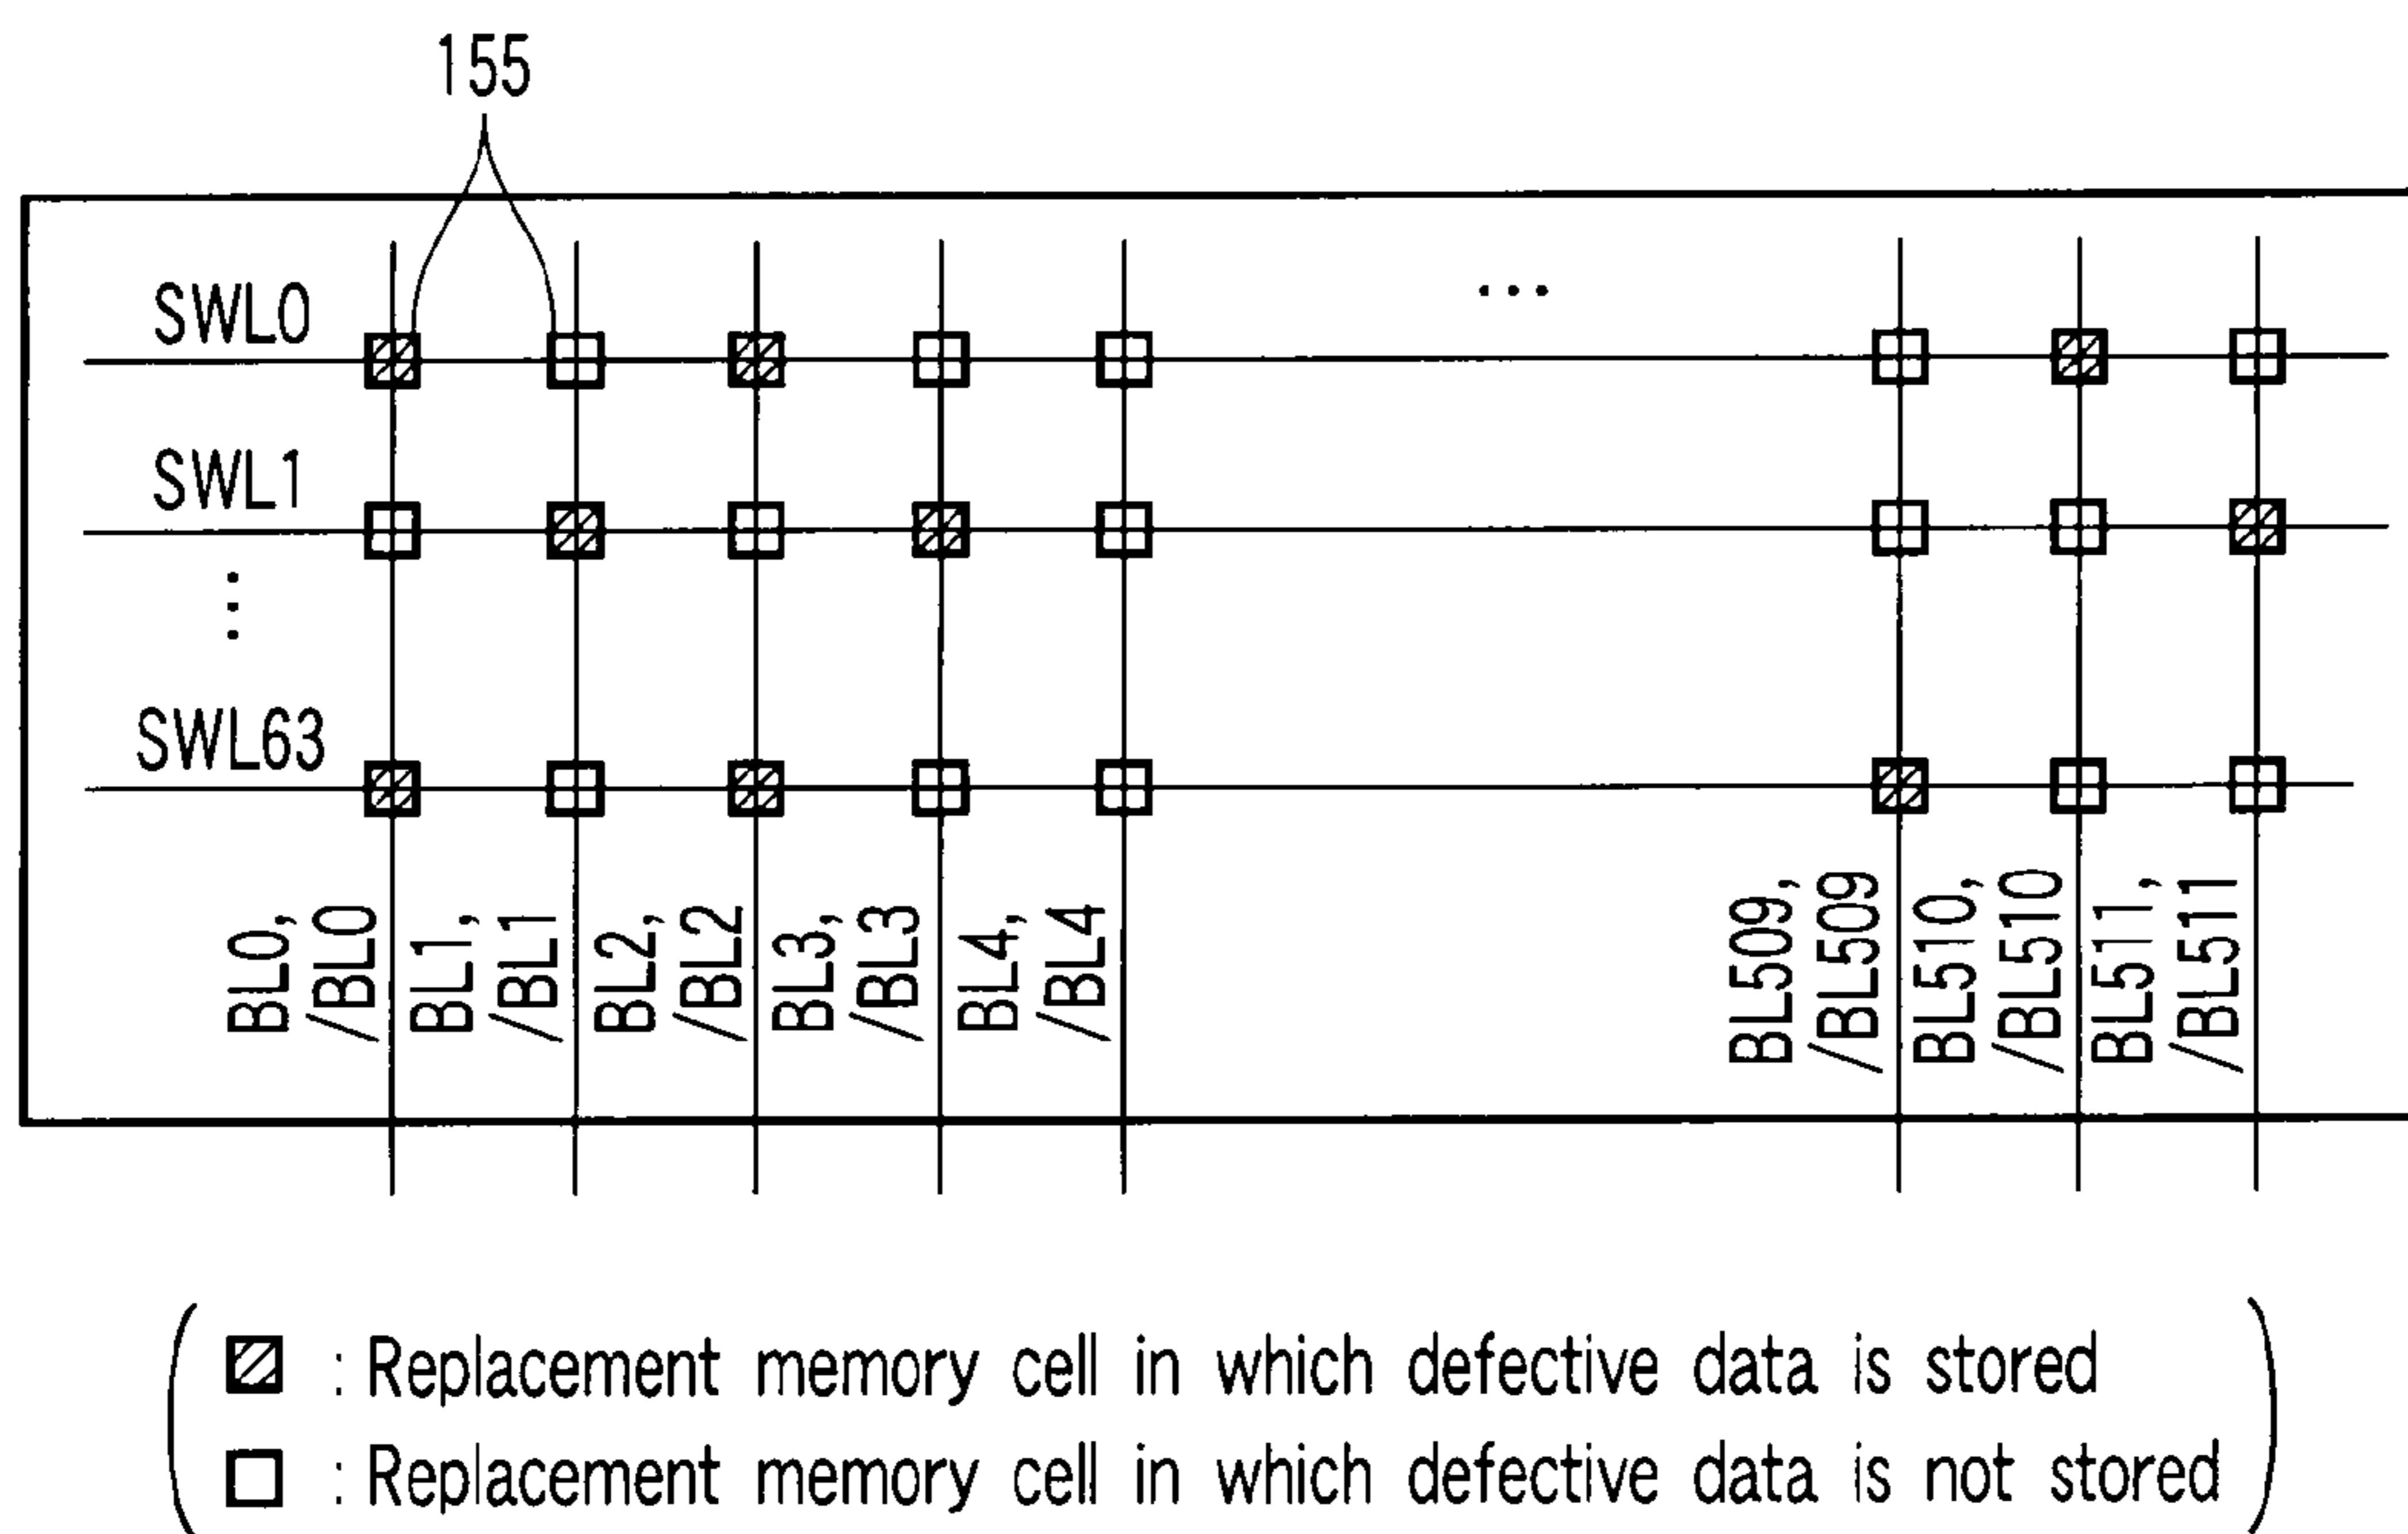 155
...
SWL0
SWL1
⋮
SWL63
BL0,
/BL0
BL1,
/BL1
BL2,
/BL2
BL3,
/BL3
BL4,
/BL4
BL509,
/BL509
BL510,
/BL510
BL511,
/BL511
: Replacement memory cell in which defective data is stored
: Replacement memory cell in which defective data is not stored